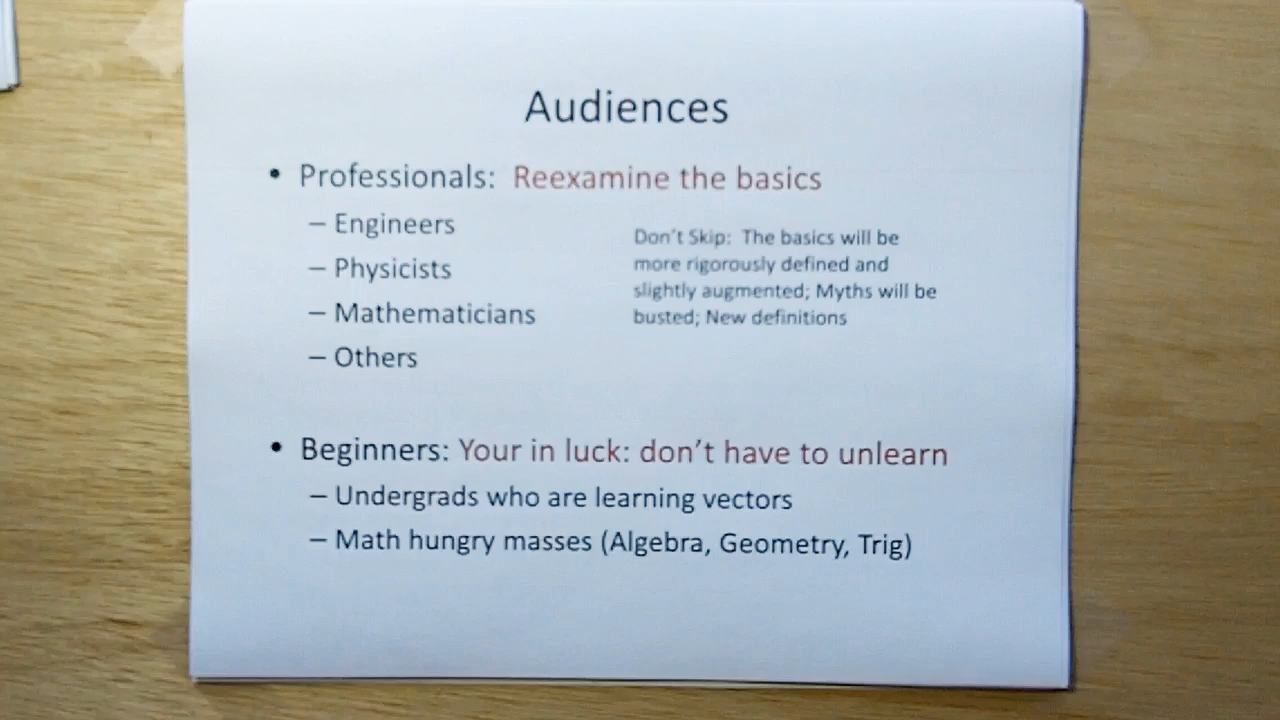 Audiences
• Professionals: Reexamine the basics
– Engineers
– Physicists
– Mathematicians
– Others
Don't Skip: The basics will be
more rigorously defined and
slightly augmented; Myths will be
busted; New definitions
• Beginners: Your in luck: don't have to unlearn
– Undergrads who are learning vectors
– Math hungry masses (Algebra, Geometry, Trig)